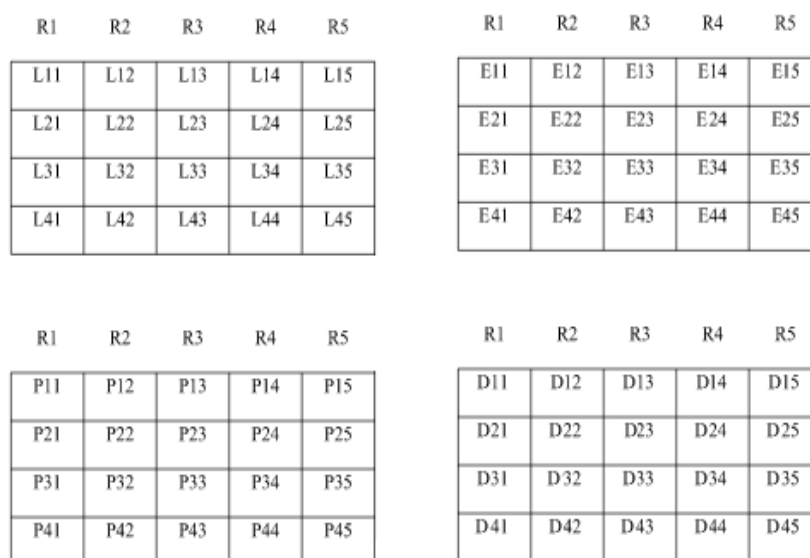 R1 R2 R3 R4 R5
L11 L12 L13 L14 L15
L21 L22 L23 L24 L25
L31 L32 L33 L34 L35
L41 L42 L43 L44 L45
R1 R2 R3 R4 R5
E11 E12 E13 E14 E15
E21 E22 E23 E24 E25
E31 E32 E33 E34 E35
E41 E42 E43 E44 E45
R1 R2 R3 R4 R5
P11 P12 P13 P14 P15
P21 P22 P23 P24 P25
P31 P32 P33 P34 P35
P41 P42 P43 P44 P45
R1 R2 R3 R4 R5
D11 D12 D13 D14 D15
D21 D22 D23 D24 D25
D31 D32 D33 D34 D35
D41 D42 D43 D44 D45